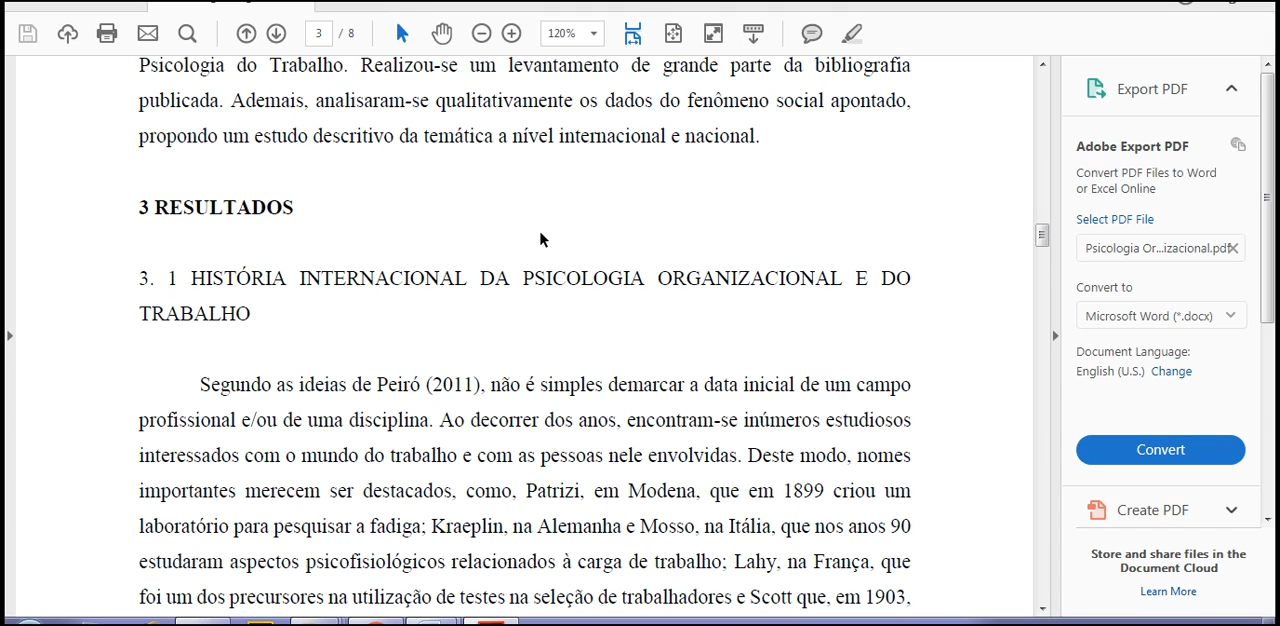 3 / 8
120%
Psicologia do Trabalho. Realizou-se um levantamento de grande parte da bibliografia
publicada. Ademais, analisaram-se qualitativamente os dados do fenômeno social apontado,
propondo um estudo descritivo da temática a nível internacional e nacional.
3 RESULTADOS
3. 1 HISTÓRIA INTERNACIONAL DA PSICOLOGIA ORGANIZACIONAL E DO
TRABALHO
Segundo as ideias de Peiró (2011), não é simples demarcar a data inicial de um campo
profissional e/ou de uma disciplina. Ao decorrer dos anos, encontram-se inúmeros estudiosos
interessados com o mundo do trabalho e com as pessoas nele envolvidas. Deste modo, nomes
importantes merecem ser destacados, como, Patrizi, em Modena, que em 1899 criou um
laboratório para pesquisar a fadiga; Kraeplin, na Alemanha e Mosso, na Itália, que nos anos 90
estudaram aspectos psicofisiológicos relacionados à carga de trabalho; Lahy, na França, que
foi um dos precursores na utilização de testes na seleção de trabalhadores e Scott que, em 1903,
Export PDF
Adobe Export PDF
Convert PDF Files to Word
or Excel Online
Select PDF File
Psicologia Or...izacional.pdf
Convert to
Microsoft Word (*.docx)
Document Language:
English (U.S.) Change
Convert
Create PDF
Store and share files in the
Document Cloud
Learn More